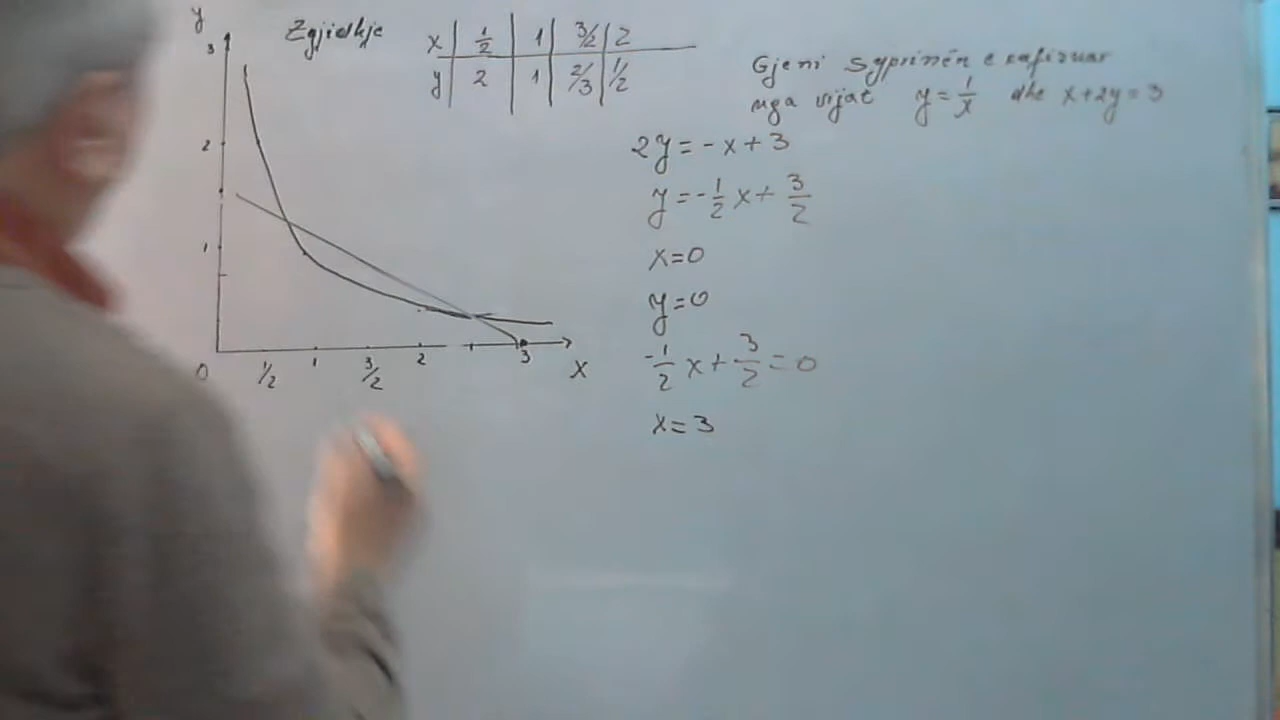 Zgjidhje
x | 1/2 | 1 | 3/2 | 2
y | 2 | 1 | 2/3 | 1/2
Gjeni syprinën e kufizuar
nga vijat y = 1/x dhe x+2y=3
2y = -x+3
y = -1/2 x + 3/2
x=0
y=0
-1/2 x + 3/2 = 0
x = 3
y
3
2
1
0 1/2 1 3/2 2 3 X